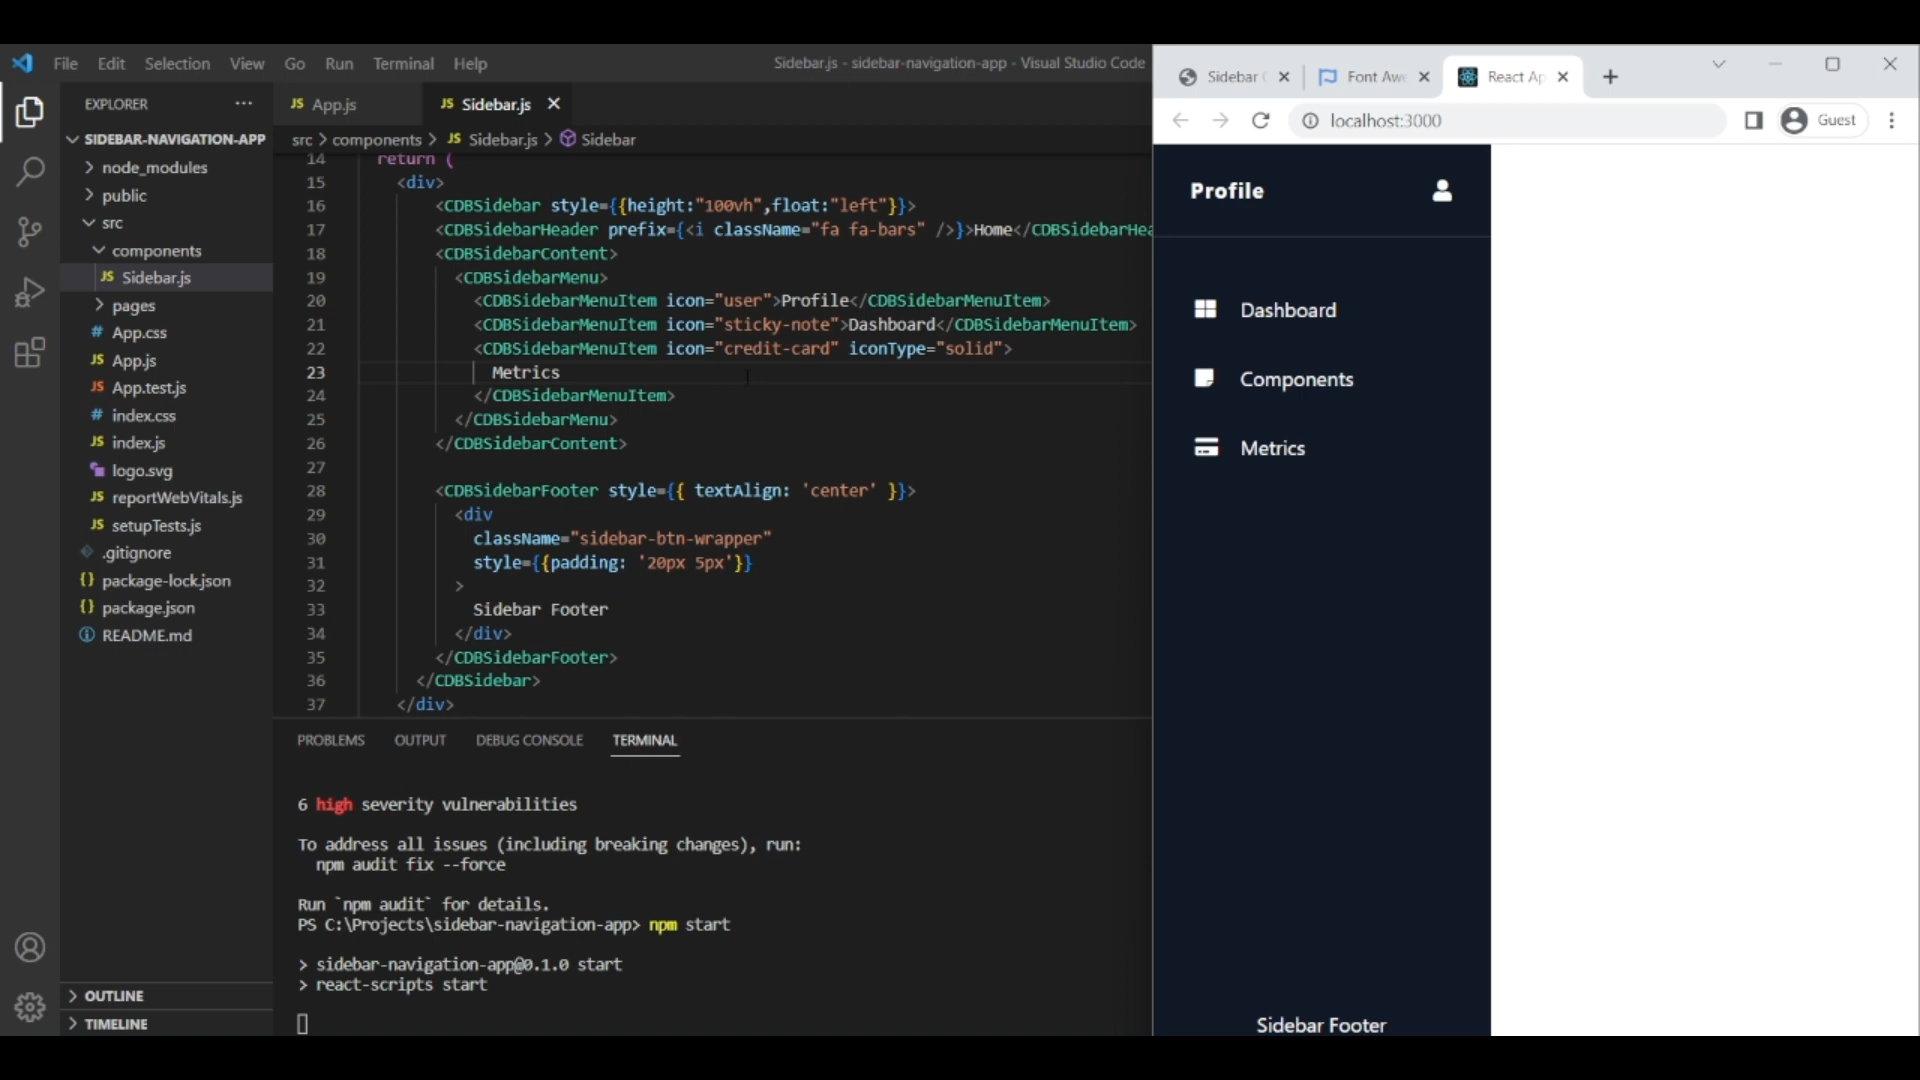 File Edit Selection View Go Run Terminal Help
Sidebar.js - sidebar-navigation-app - Visual Studio Code
EXPLORER
SIDEBAR-NAVIGATION-APP
node_modules
public
src
components
JS Sidebar.js
pages
# App.css
JS App.js
JS App.test.js
# index.css
JS index.js
logo.svg
JS reportWebVitals.js
JS setupTests.js
.gitignore
{} package-lock.json
{} package.json
README.md
OUTLINE
TIMELINE
JS App.js
JS Sidebar.js
src > components > JS Sidebar.js > Sidebar
14 return (
15 <div>
16 <CDBSidebar style={{height:"100vh",float:"left"}}>
17 <CDBSidebarHeader prefix={<i className="fa fa-bars" />}>Home</CDBSidebarHea
18 <CDBSidebarContent>
19 <CDBSidebarMenu>
20 <CDBSidebarMenuItem icon="user">Profile</CDBSidebarMenuItem>
21 <CDBSidebarMenuItem icon="sticky-note">Dashboard</CDBSidebarMenuItem>
22 <CDBSidebarMenuItem icon="credit-card" iconType="solid">
23 Metrics
24 </CDBSidebarMenuItem>
25 </CDBSidebarMenu>
26 </CDBSidebarContent>
27
28 <CDBSidebarFooter style={{ textAlign: 'center' }}>
29 <div
30 className="sidebar-btn-wrapper"
31 style={{padding: '20px 5px'}}
32 >
33 Sidebar Footer
34 </div>
35 </CDBSidebarFooter>
36 </CDBSidebar>
37 </div>
PROBLEMS OUTPUT DEBUG CONSOLE TERMINAL
6 high severity vulnerabilities
To address all issues (including breaking changes), run:
npm audit fix --force
Run `npm audit` for details.
PS C:\Projects\sidebar-navigation-app> npm start
> sidebar-navigation-app@0.1.0 start
> react-scripts start
Sidebar
Font Awe
React Ap
localhost:3000
Guest
Profile
Dashboard
Components
Metrics
Sidebar Footer